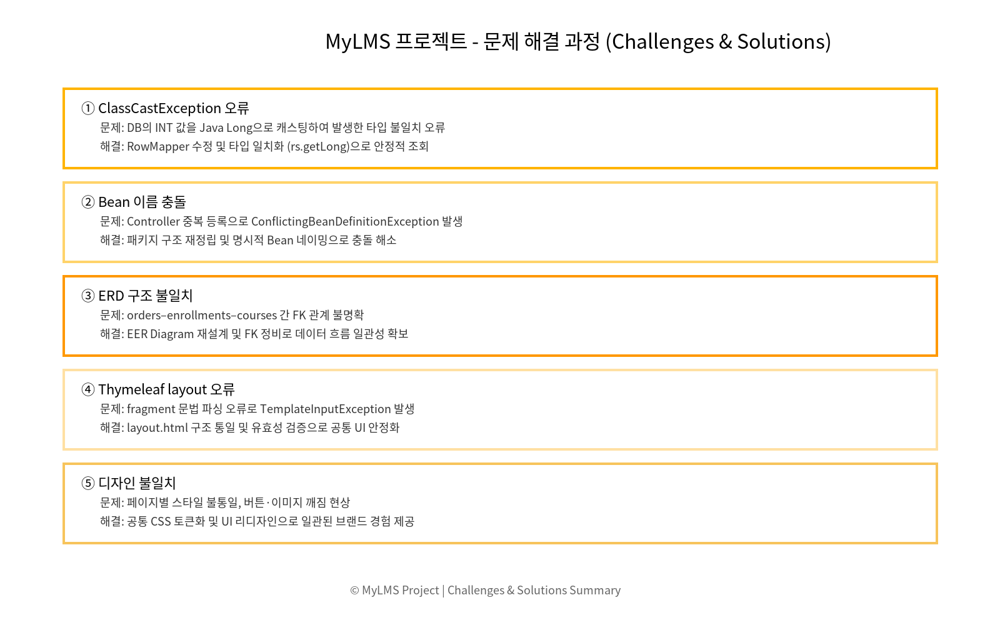 MyLMS 프로젝트 - 문제 해결 과정 (Challenges & Solutions)
① ClassCastException 오류
문제: DB의 INT 값을 Java Long으로 캐스팅하여 발생한 타입 불일치 오류
해결: RowMapper 수정 및 타입 일치화 (rs.getLong)으로 안정적 조회
② Bean 이름 충돌
문제: Controller 중복 등록으로 ConflictingBeanDefinitionException 발생
해결: 패키지 구조 재정립 및 명시적 Bean 네이밍으로 충돌 해소
③ ERD 구조 불일치
문제: orders–enrollments–courses 간 FK 관계 불명확
해결: EER Diagram 재설계 및 FK 정비로 데이터 흐름 일관성 확보
④ Thymeleaf layout 오류
문제: fragment 문법 파싱 오류로 TemplateInputException 발생
해결: layout.html 구조 통일 및 유효성 검증으로 공통 UI 안정화
⑤ 디자인 불일치
문제: 페이지별 스타일 불통일, 버튼·이미지 깨짐 현상
해결: 공통 CSS 토큰화 및 UI 리디자인으로 일관된 브랜드 경험 제공
© MyLMS Project | Challenges & Solutions Summary